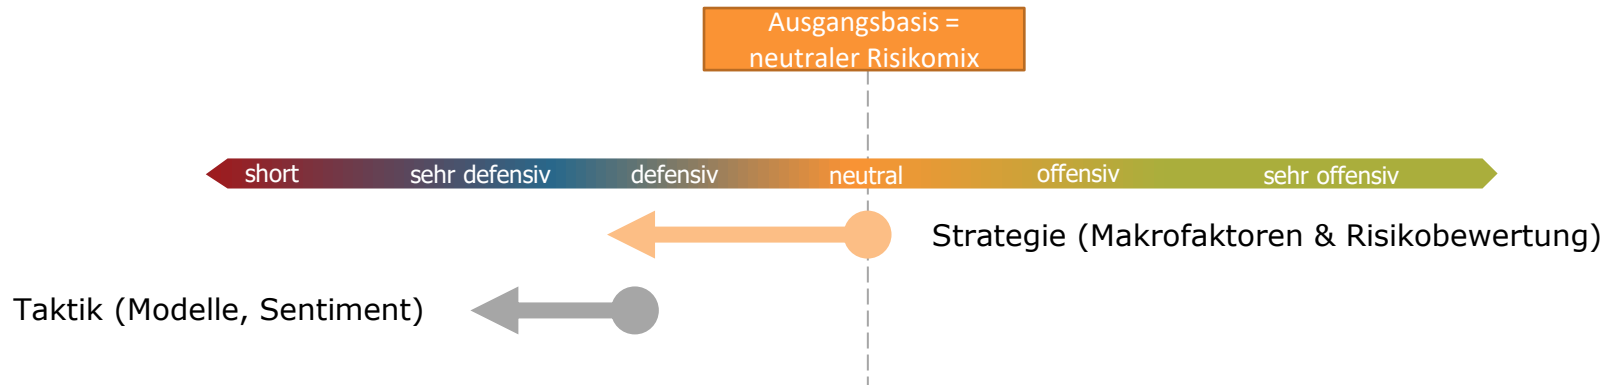 Ausgangsbasis =
neutraler Risikomix
short sehr defensiv defensiv neutral offensiv sehr offensiv
Strategie (Makrofaktoren & Risikobewertung)
Taktik (Modelle, Sentiment)